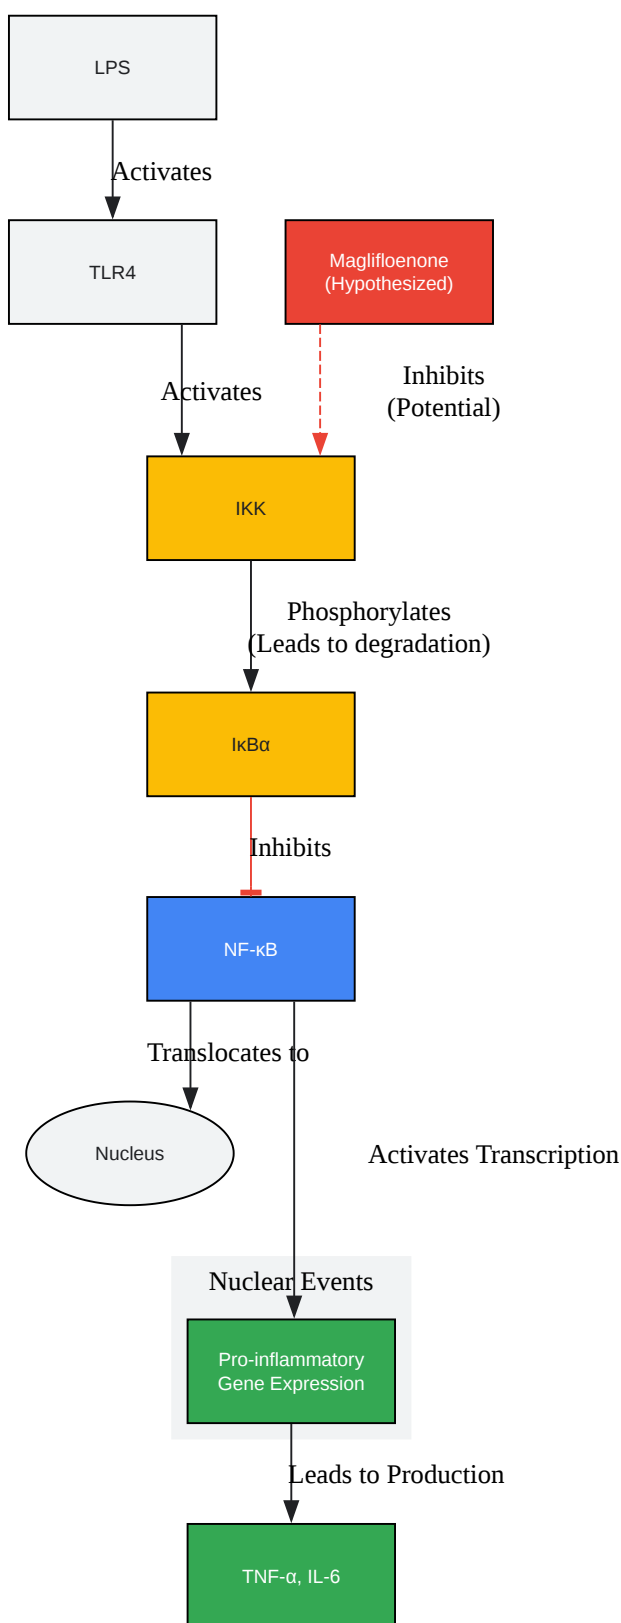 LPS
Activates
TLR4
Maglifloenone
(Hypothesized)
Activates
Inhibits
(Potential)
IKK
Phosphorylates
(Leads to degradation)
IκBα
Inhibits
NF-κB
Translocates to
Nucleus
Activates Transcription
Nuclear Events
Pro-inflammatory
Gene Expression
Leads to Production
TNF-α, IL-6